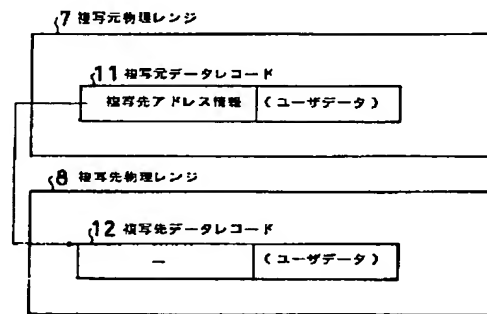 7 複写元物理レンジ
11 複写元データレコード
複写先アドレス情報 (ユーザデータ)
8 複写先物理レンジ
12 複写先データレコード
— (ユーザデータ)